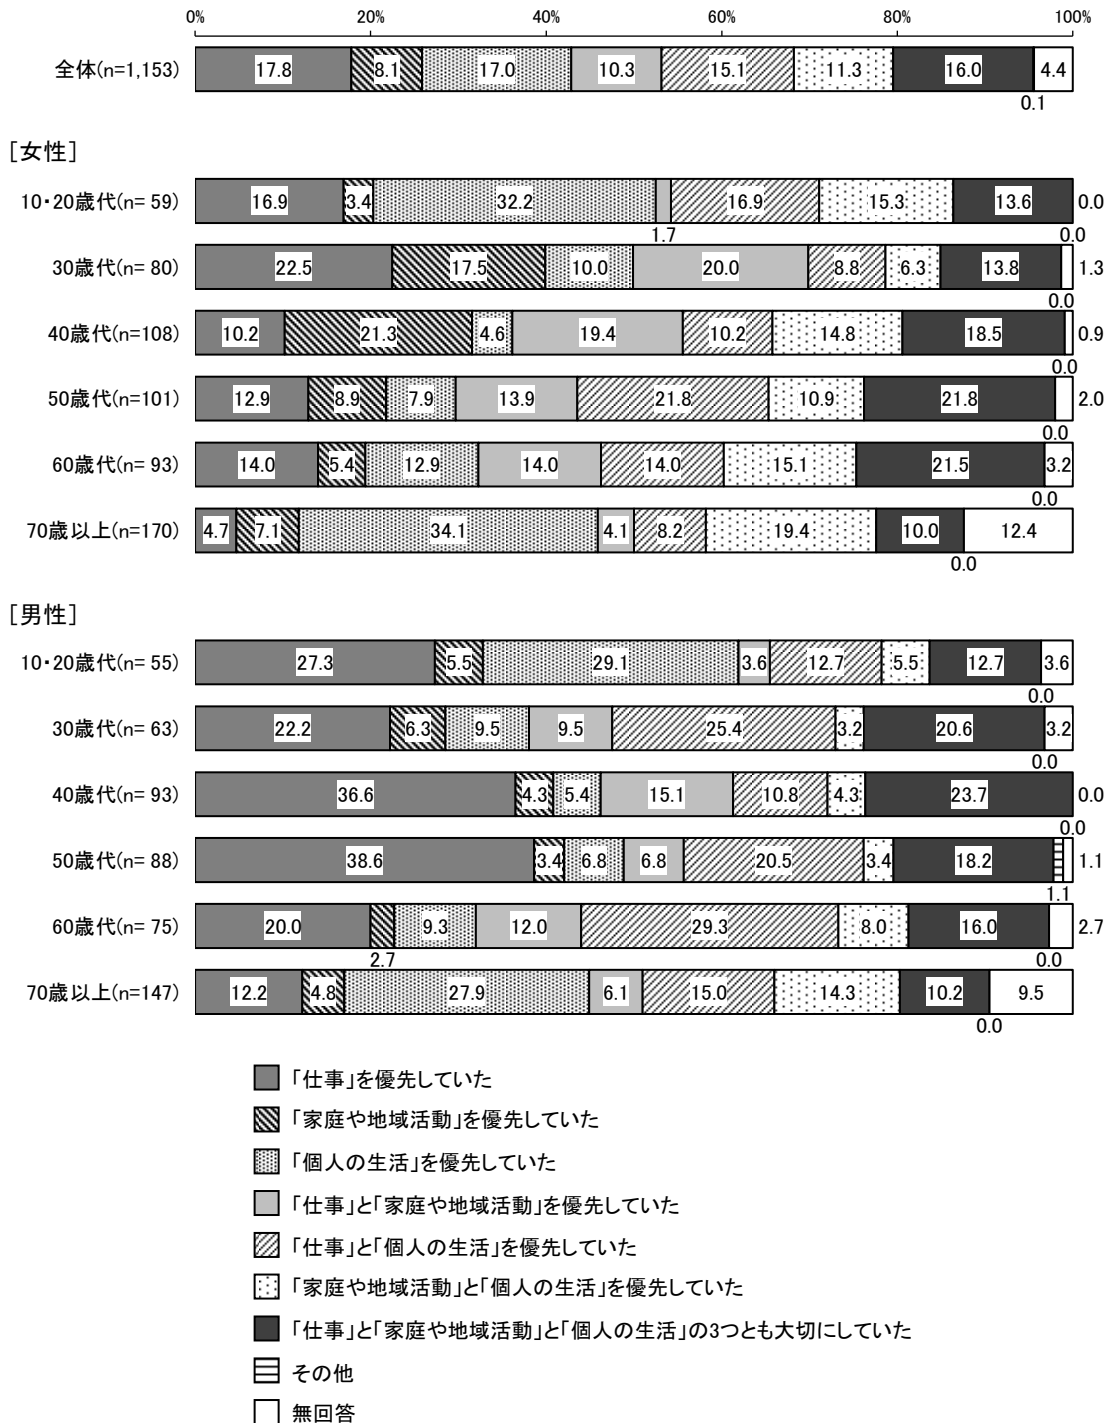 0% 20% 40% 60% 80% 100%
全体(n=1,153) 17.8 8.1 17.0 10.3 15.1 11.3 16.0 4.4
0.1
［女性］
10・20歳代(n= 59) 16.9 3.4 32.2 16.9 15.3 13.6 0.0
1.7 0.0
30歳代(n= 80) 22.5 17.5 10.0 20.0 8.8 6.3 13.8 1.3
0.0
40歳代(n=108) 10.2 21.3 4.6 19.4 10.2 14.8 18.5 0.9
0.0
50歳代(n=101) 12.9 8.9 7.9 13.9 21.8 10.9 21.8 2.0
0.0
60歳代(n= 93) 14.0 5.4 12.9 14.0 14.0 15.1 21.5 3.2
0.0
70歳以上(n=170) 4.7 7.1 34.1 4.1 8.2 19.4 10.0 12.4
0.0
［男性］
10・20歳代(n= 55) 27.3 5.5 29.1 3.6 12.7 5.5 12.7 3.6
0.0
30歳代(n= 63) 22.2 6.3 9.5 9.5 25.4 3.2 20.6 3.2
0.0
40歳代(n= 93) 36.6 4.3 5.4 15.1 10.8 4.3 23.7 0.0
0.0
50歳代(n= 88) 38.6 3.4 6.8 6.8 20.5 3.4 18.2 1.1
1.1
60歳代(n= 75) 20.0 9.3 12.0 29.3 8.0 16.0 2.7
2.7 0.0
70歳以上(n=147) 12.2 4.8 27.9 6.1 15.0 14.3 10.2 9.5
0.0
「仕事」を優先していた
「家庭や地域活動」を優先していた
「個人の生活」を優先していた
「仕事」と「家庭や地域活動」を優先していた
「仕事」と「個人の生活」を優先していた
「家庭や地域活動」と「個人の生活」を優先していた
「仕事」と「家庭や地域活動」と「個人の生活」の3つとも大切にしていた
その他
無回答